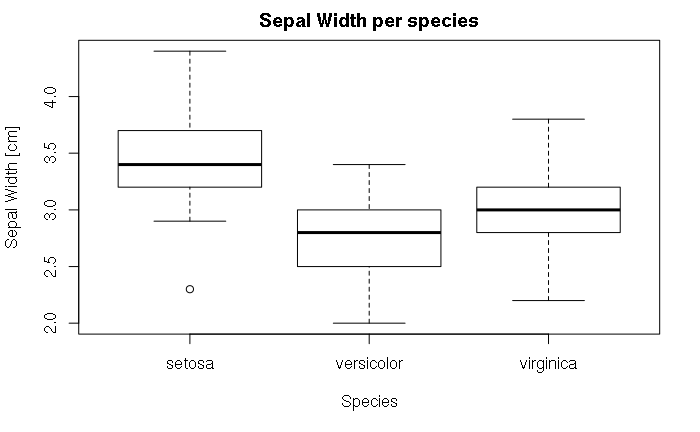 Sepal Width per species
Sepal Width [cm]
4.0
3.5
3.0
2.5
2.0
setosa
versicolor
virginica
Species